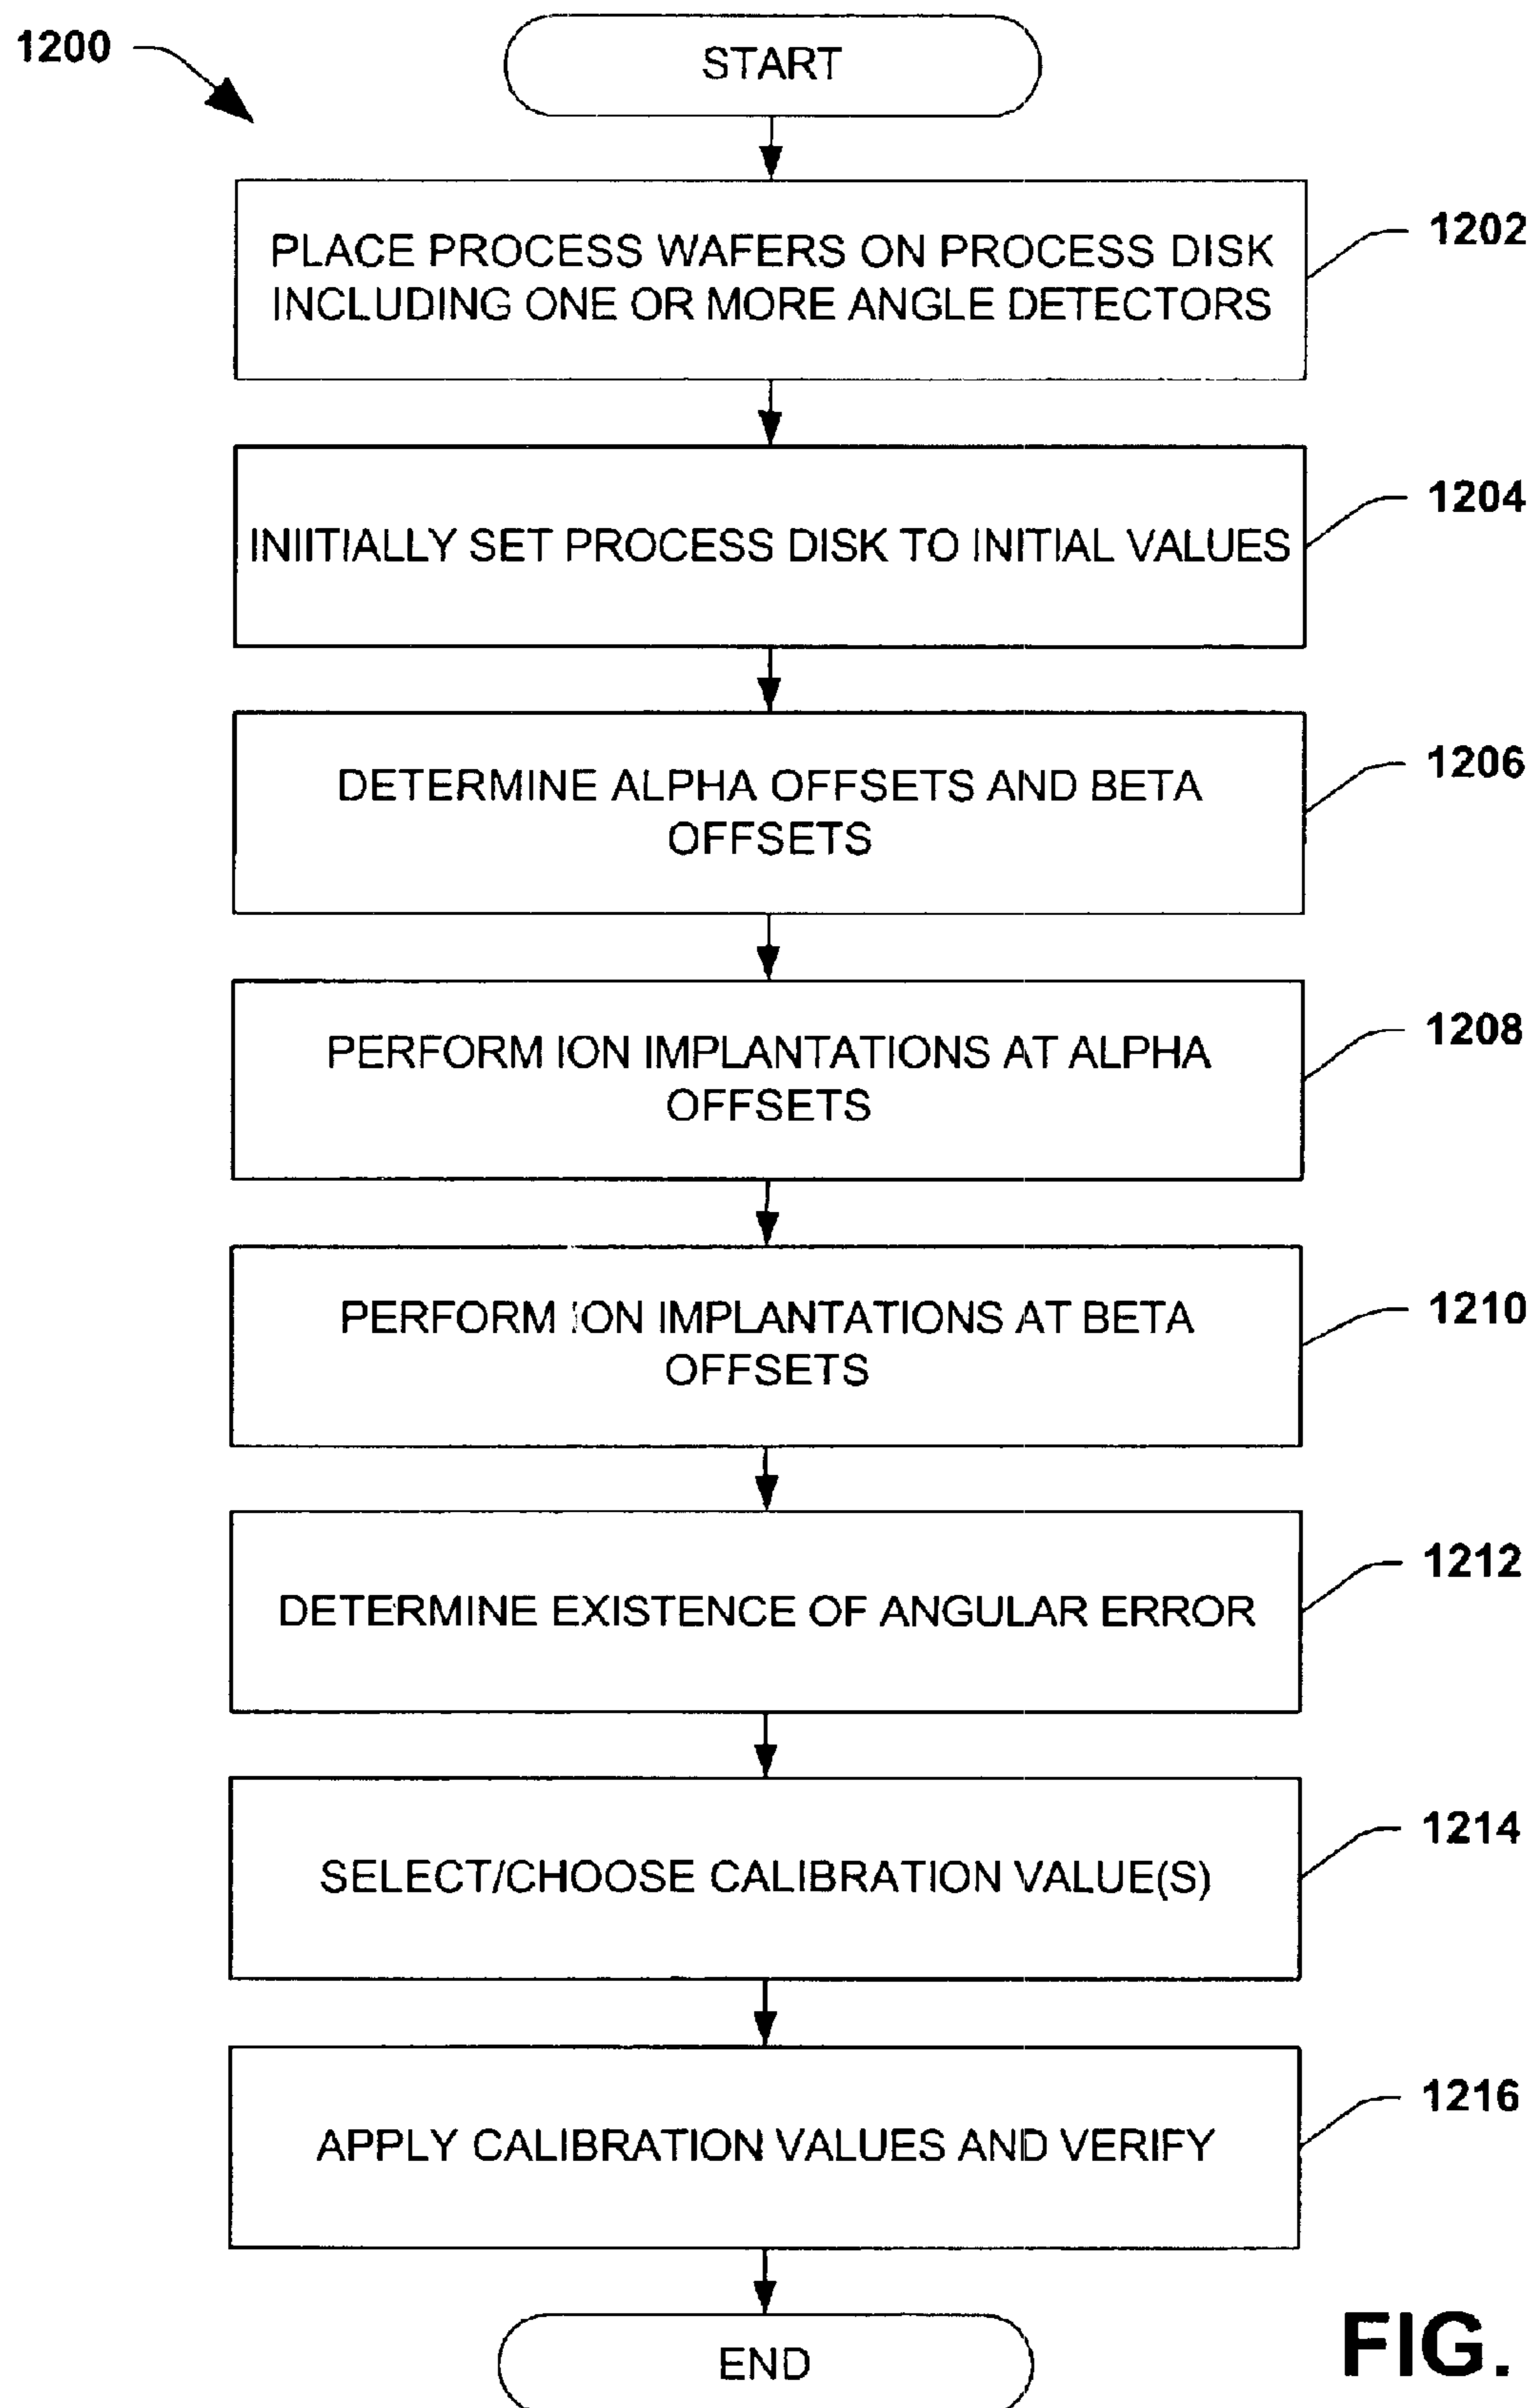 1200
START
PLACE PROCESS WAFERS ON PROCESS DISK
INCLUDING ONE OR MORE ANGLE DETECTORS
1202
INIITIALLY SET PROCESS DISK TO INITIAL VALUES
1204
DETERMINE ALPHA OFFSETS AND BETA
OFFSETS
1206
PERFORM ION IMPLANTATIONS AT ALPHA
OFFSETS
1208
PERFORM ION IMPLANTATIONS AT BETA
OFFSETS
1210
DETERMINE EXISTENCE OF ANGULAR ERROR
1212
SELECT/CHOOSE CALIBRATION VALUE(S)
1214
APPLY CALIBRATION VALUES AND VERIFY
1216
END
FIG.